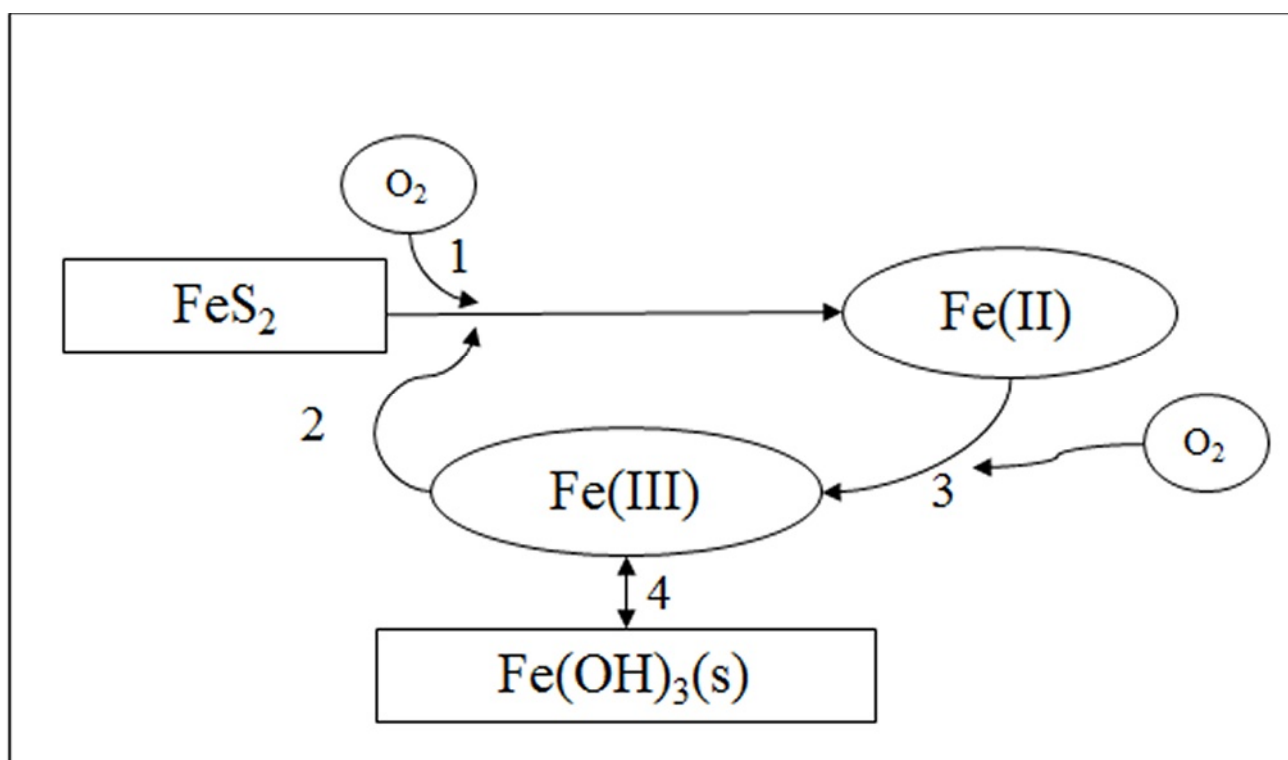 O₂
1
FeS₂
Fe(II)
2
O₂
Fe(III)
3
4
Fe(OH)₃(s)